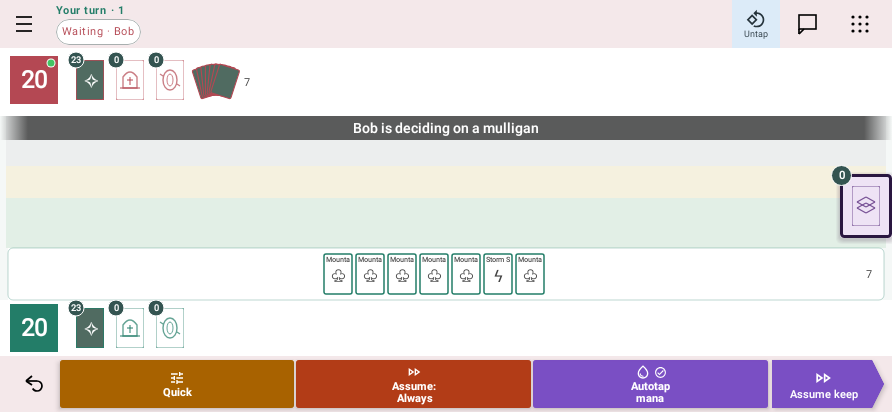 Your turn · 1
Waiting · Bob
Untap
20
23
0
0
7
Bob is deciding on a mulligan
0
Mounta
Mounta
Mounta
Mounta
Mounta
Storm S
Mounta
7
20
23
0
0
Quick
Assume:
Always
Autotap
mana
Assume keep